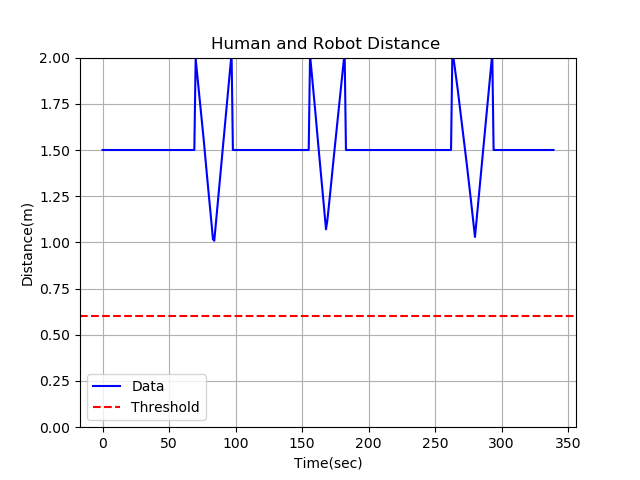 Human and Robot Distance
2.00
1.75
1.50
1.25
1.00
0.75
0.50
0.25
0.00
Distance(m)
Data
Threshold
0 50 100 150 200 250 300 350
Time(sec)